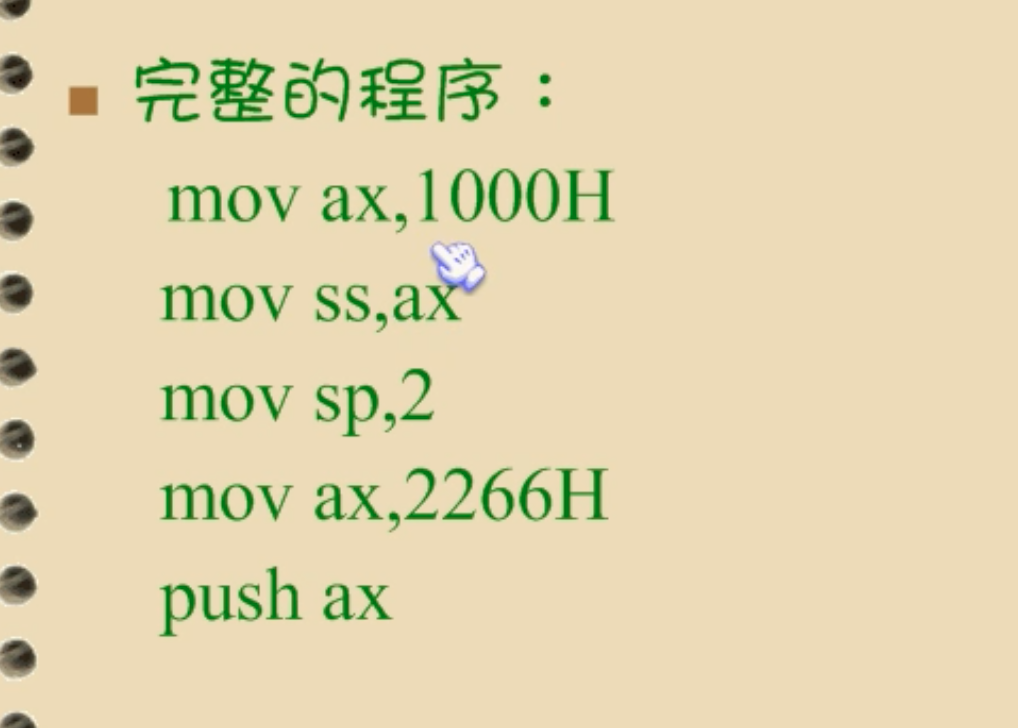 完整的程序：
mov ax,1000H
mov ss,ax
mov sp,2
mov ax,2266H
push ax